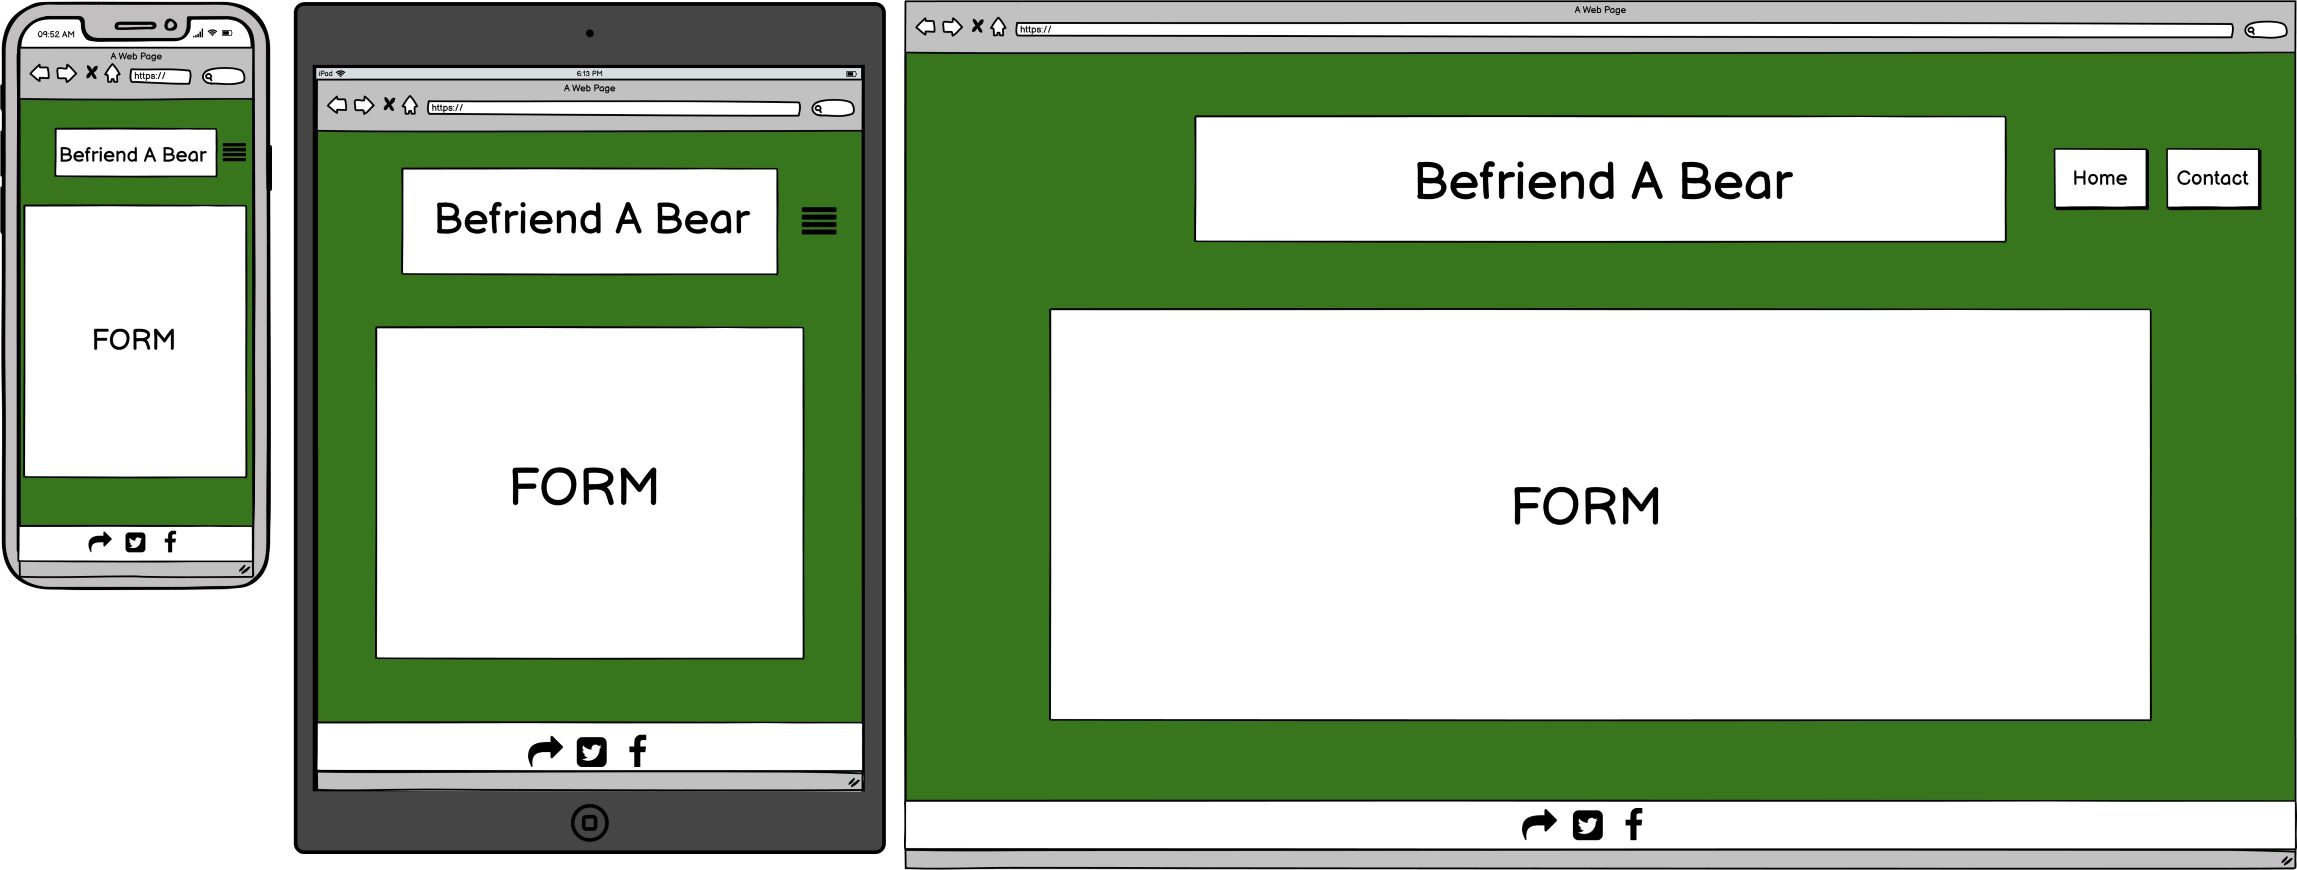 09:52 AM
A Web Page
https://
Befriend A Bear
FORM
iPad
6:13 PM
A Web Page
https://
Befriend A Bear
FORM
A Web Page
https://
Befriend A Bear
Home
Contact
FORM